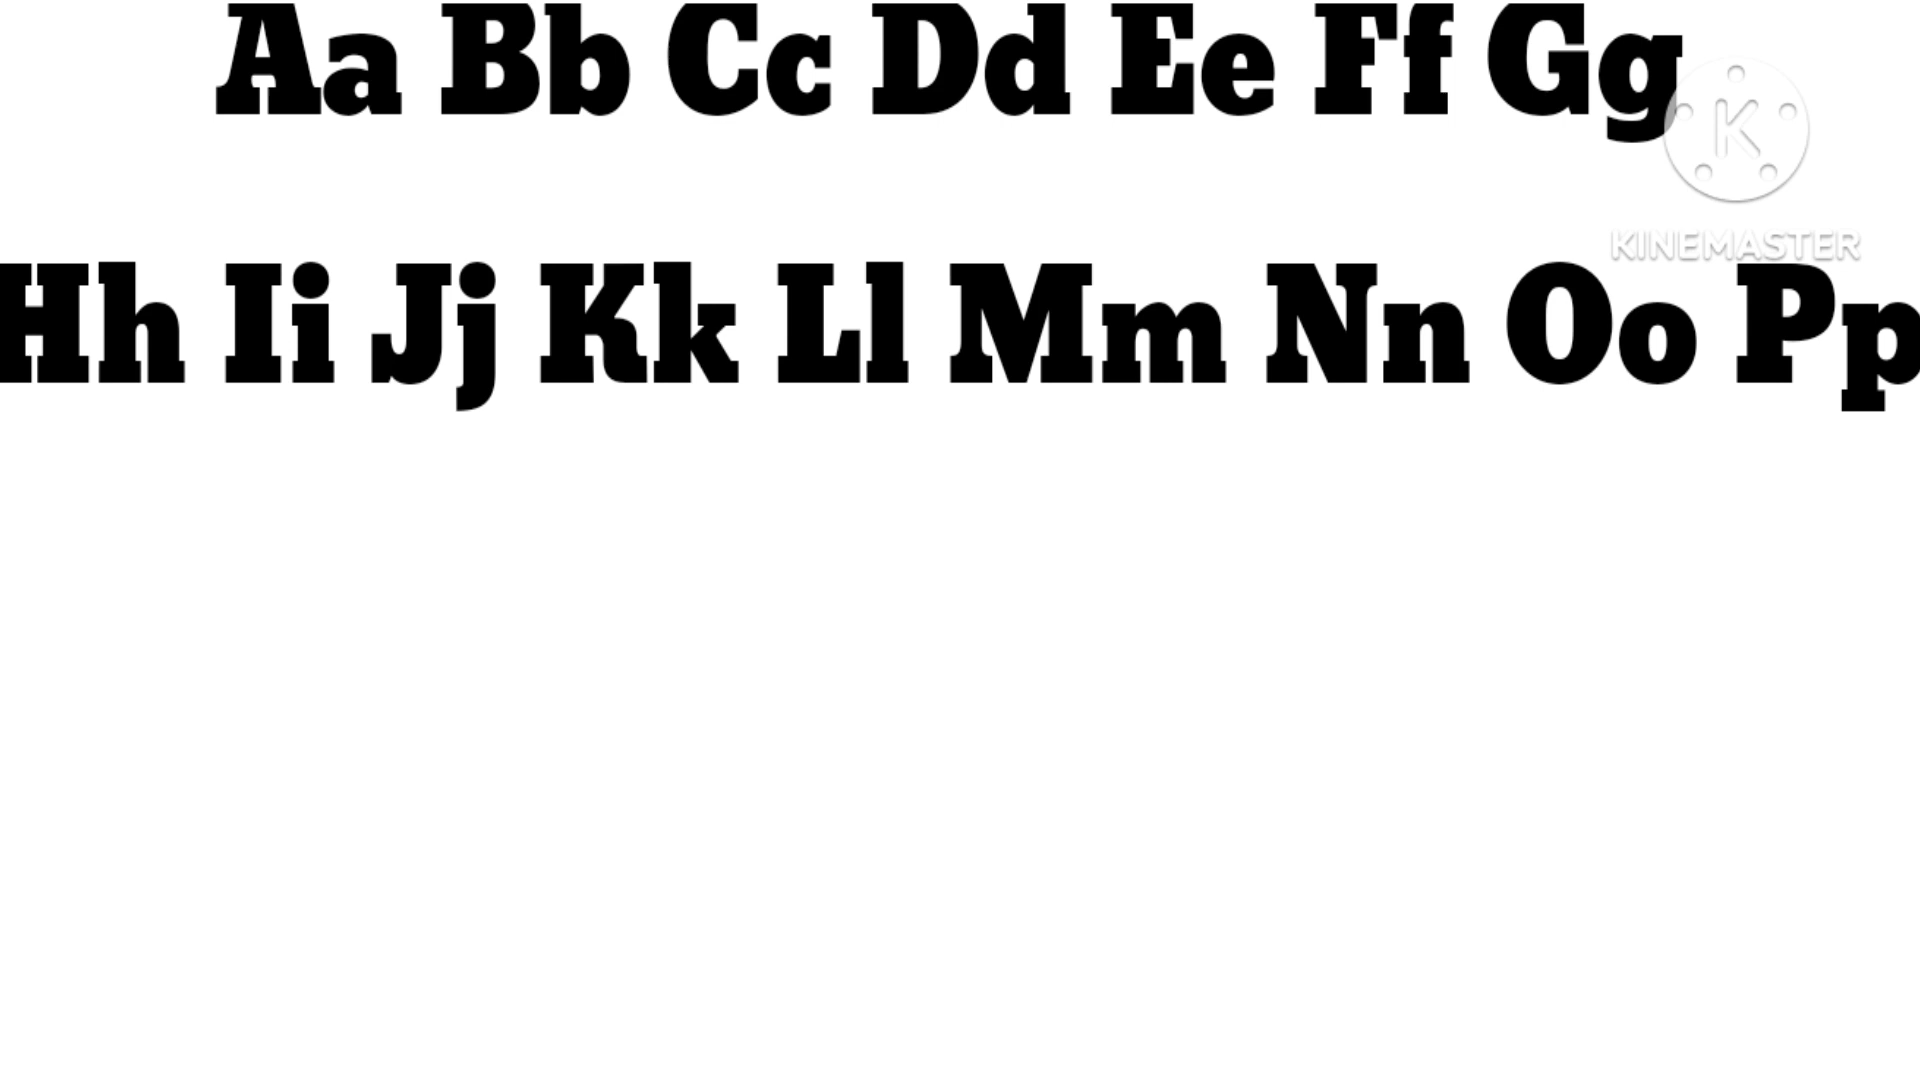 Aa Bb Cc Dd Ee Ff Gg
K
KINEMASTER
Hh Ii Jj Kk Ll Mm Nn Oo Pp